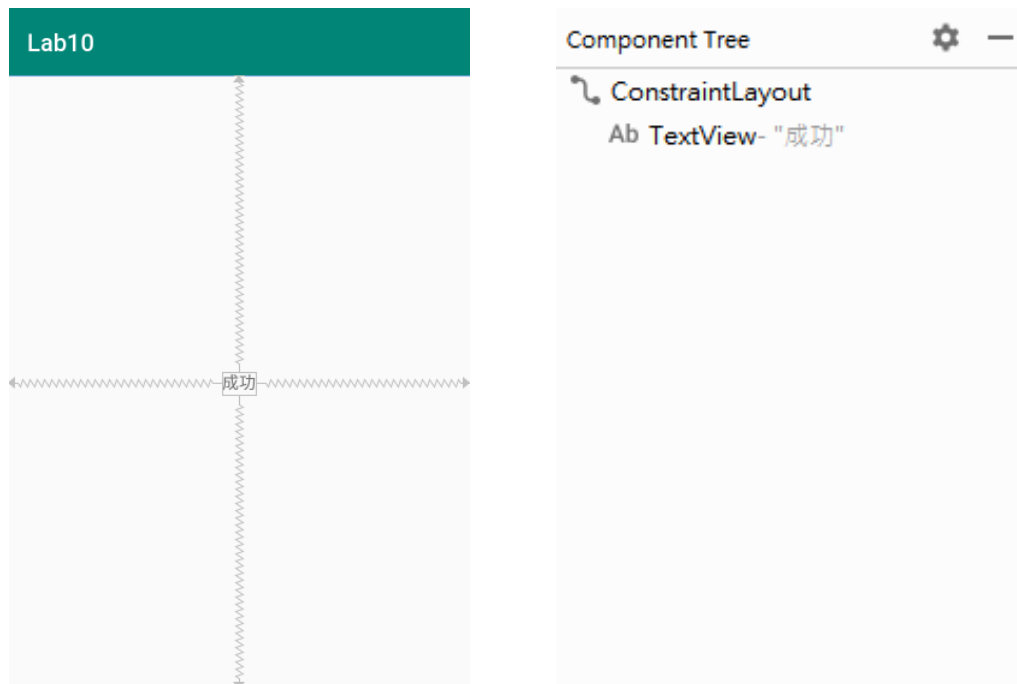 Lab10
成功
Component Tree
ConstraintLayout
Ab TextView- "成功"